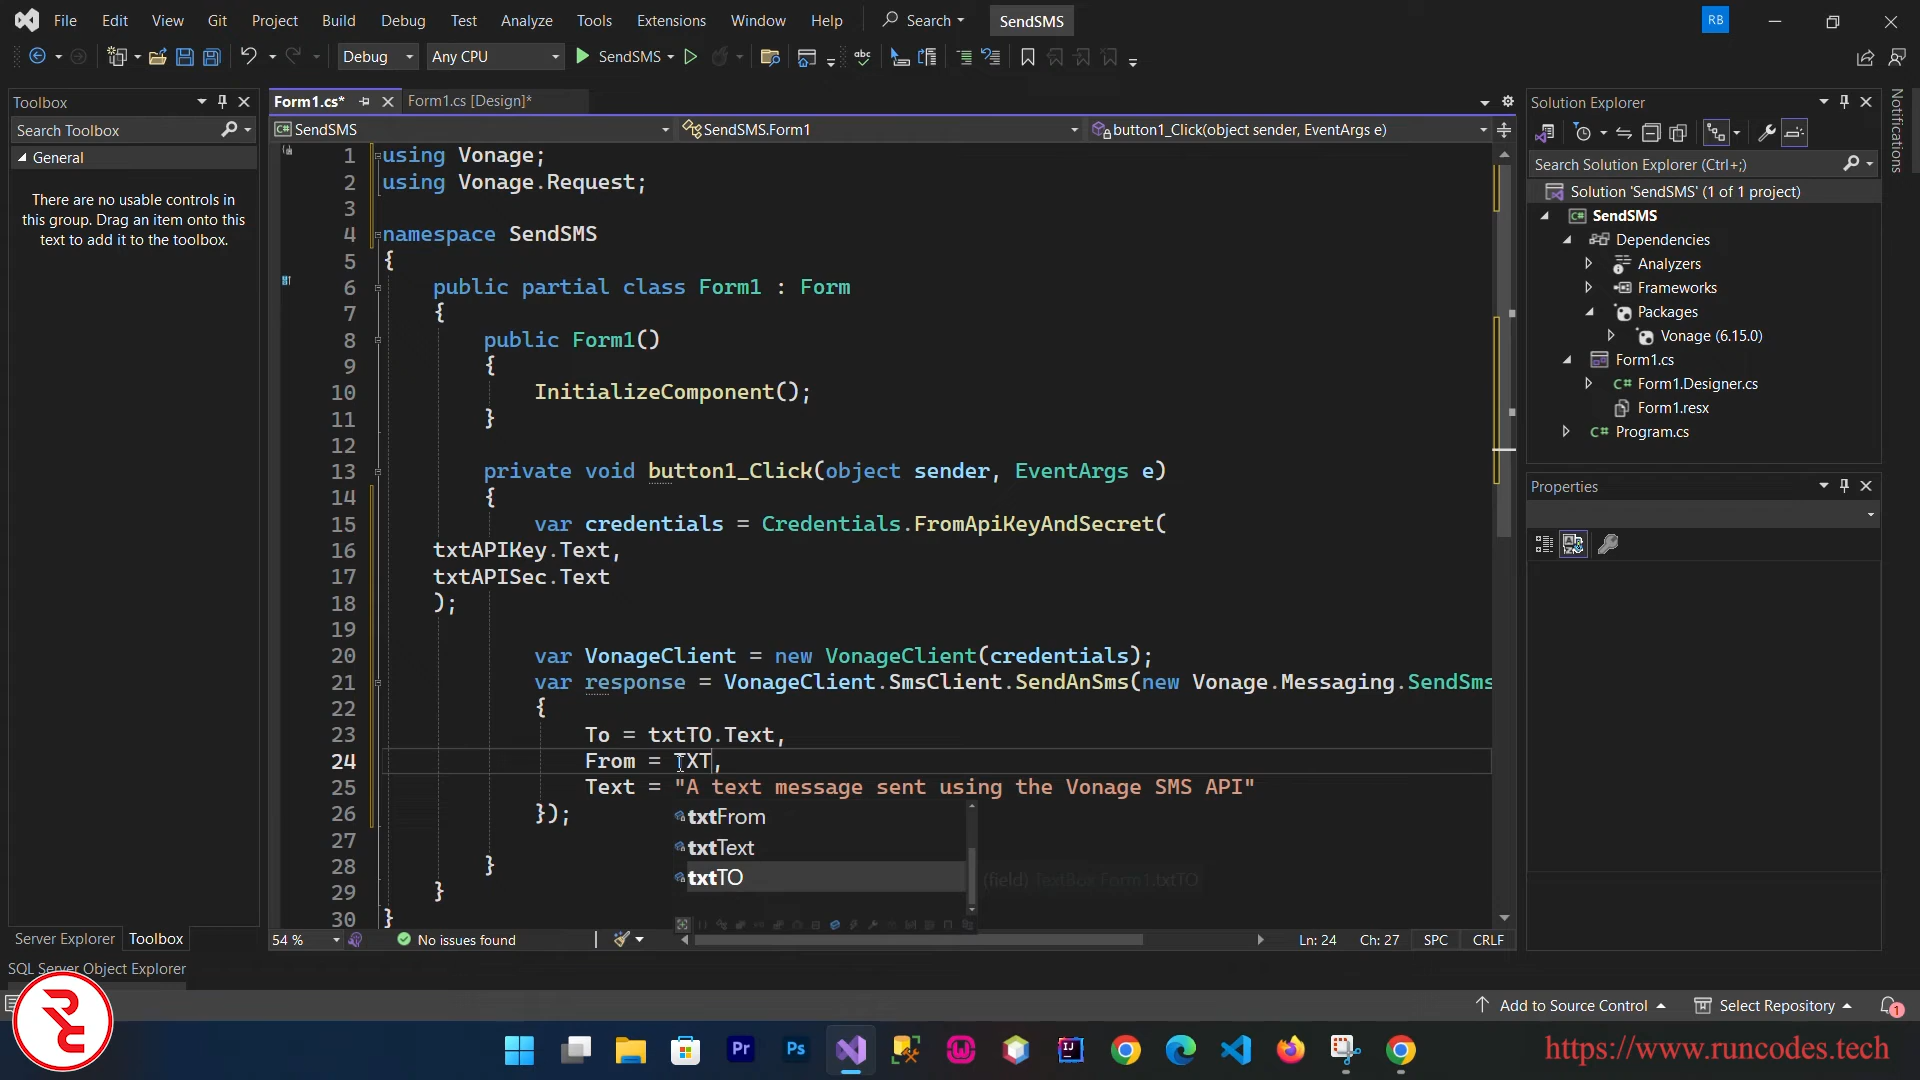 File Edit View Git Project Build Debug Test Analyze Tools Extensions Window Help Search SendSMS RB
Debug Any CPU SendSMS
Toolbox
Search Toolbox
General
There are no usable controls in
this group. Drag an item onto this
text to add it to the toolbox.
Server Explorer Toolbox
SQL Server Object Explorer
Form1.cs* Form1.cs [Design]*
SendSMS SendSMS.Form1 button1_Click(object sender, EventArgs e)
1 using Vonage;
2 using Vonage.Request;
3
4 namespace SendSMS
5 {
6 public partial class Form1 : Form
7 {
8 public Form1()
9 {
10 InitializeComponent();
11 }
12
13 private void button1_Click(object sender, EventArgs e)
14 {
15 var credentials = Credentials.FromApiKeyAndSecret(
16 txtAPIKey.Text,
17 txtAPISec.Text
18 );
19
20 var VonageClient = new VonageClient(credentials);
21 var response = VonageClient.SmsClient.SendAnSms(new Vonage.Messaging.SendSms
22 {
23 To = txtTO.Text,
24 From = TXT,
25 Text = "A text message sent using the Vonage SMS API"
26 });
27
28 }
29 }
30 }
txtFrom
txtText
txtTO
(field) TextBox Form1.txtTO
54 % No issues found Ln: 24 Ch: 27 SPC CRLF
Solution Explorer
Search Solution Explorer (Ctrl+;)
Solution 'SendSMS' (1 of 1 project)
C# SendSMS
Dependencies
Analyzers
Frameworks
Packages
Vonage (6.15.0)
Form1.cs
C# Form1.Designer.cs
Form1.resx
C# Program.cs
Properties
Notifications
Add to Source Control Select Repository 1
RC
Pr Ps
https://www.runcodes.tech